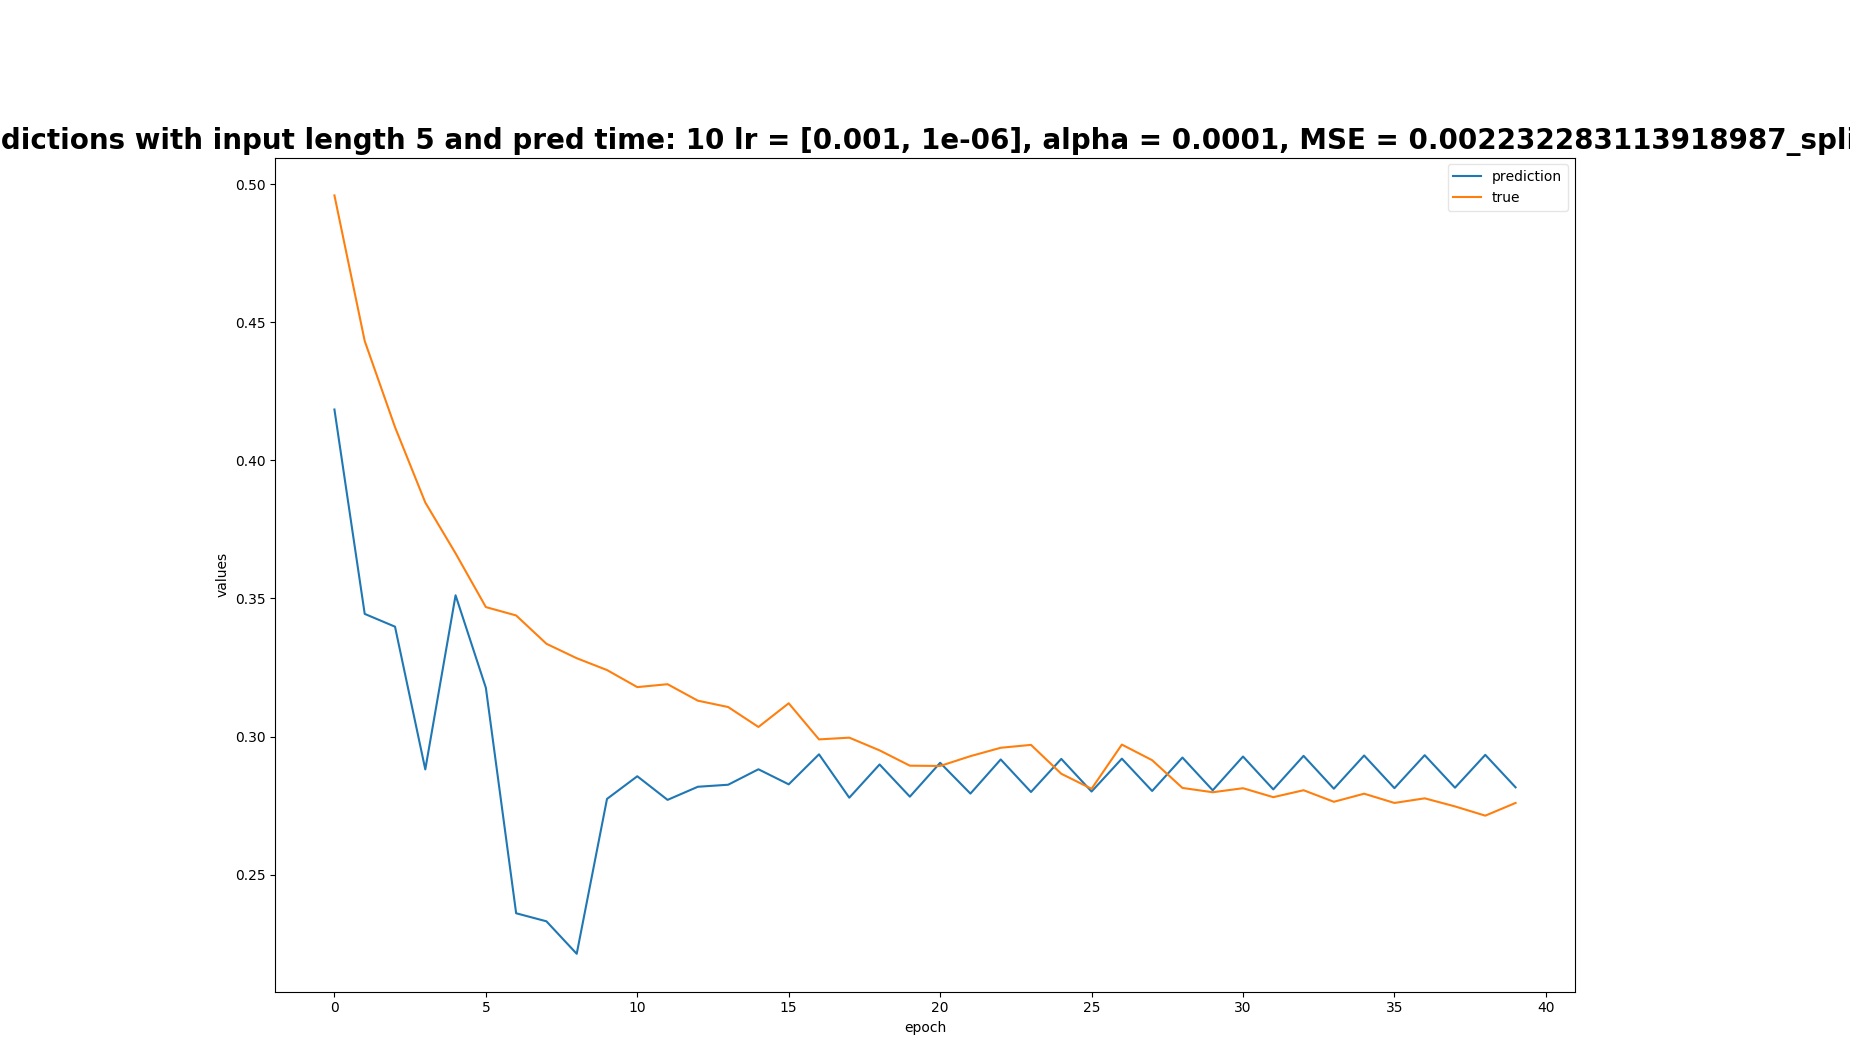 dictions with input length 5 and pred time: 10 lr = [0.001, 1e-06], alpha = 0.0001, MSE = 0.002232283113918987_spli
prediction
true
0.50
0.45
0.40
0.35
0.30
0.25
values
0 5 10 15 20 25 30 35 40
epoch